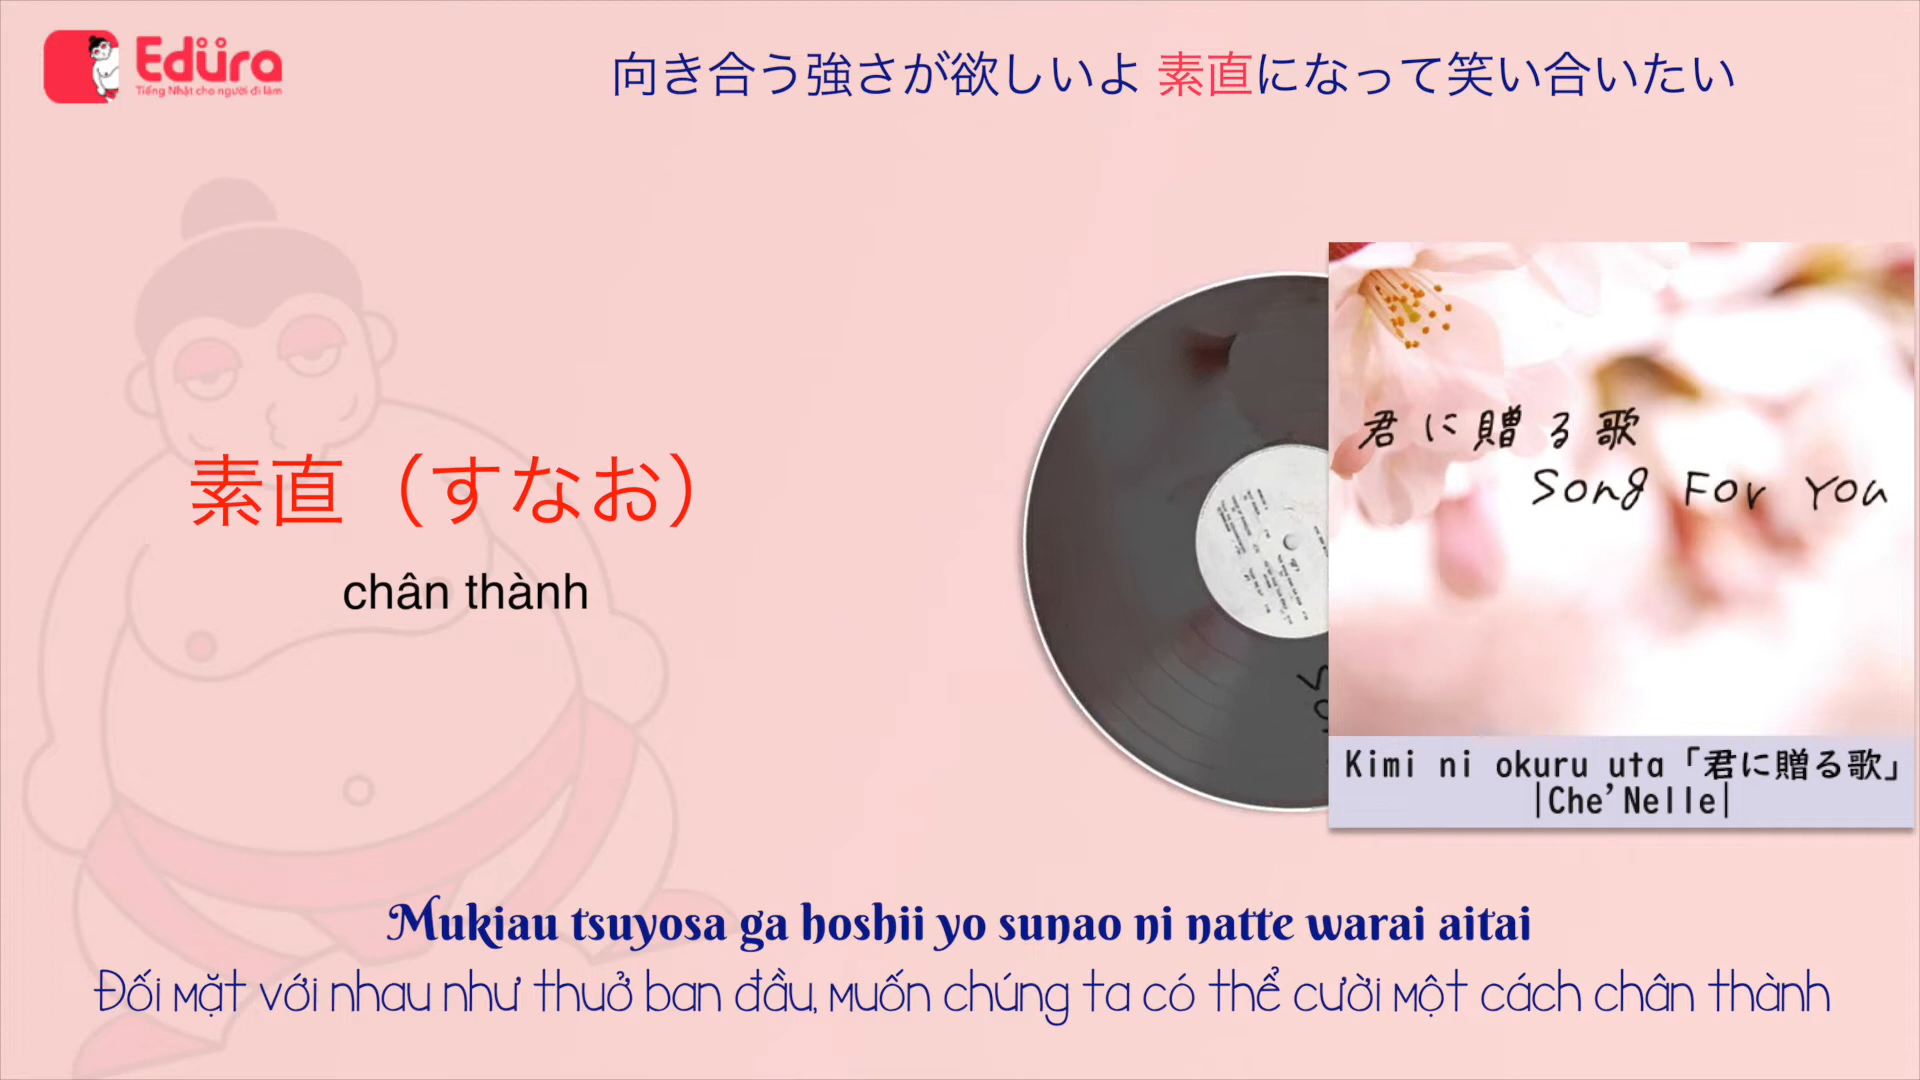 Edura
Tiếng Nhật cho người đi làm
向き合う強さが欲しいよ 素直になって笑い合いたい
素直（すなお）
chân thành
君に贈る歌
Song For You
Kimi ni okuru uta「君に贈る歌」
|Che'Nelle|
Mukiau tsuyosa ga hoshii yo sunao ni natte warai aitai
Đối mặt với nhau như thuở ban đầu, muốn chúng ta có thể cười một cách chân thành